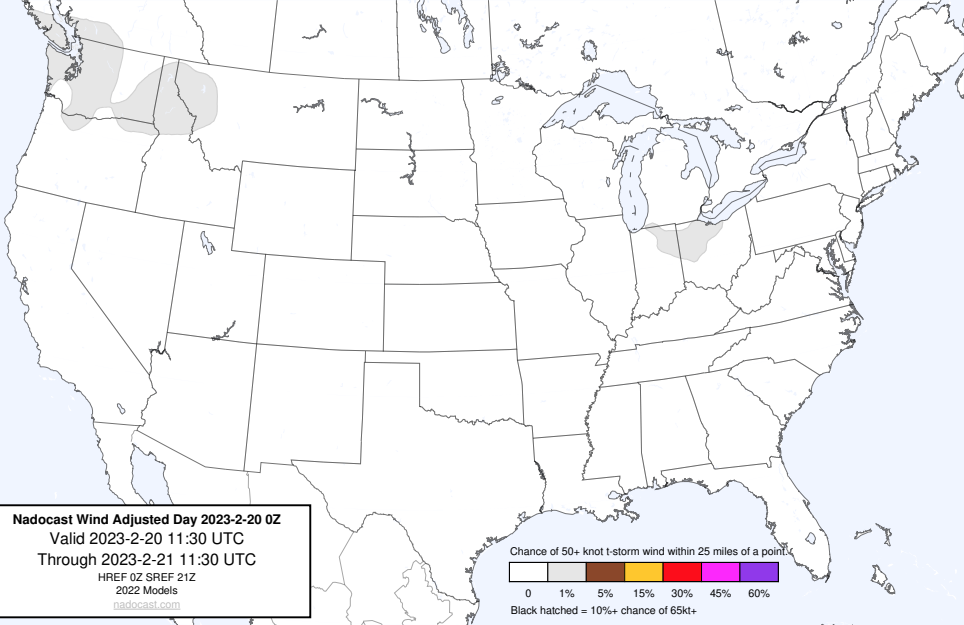 Nadocast Wind Adjusted Day 2023-2-20 0Z
Valid 2023-2-20 11:30 UTC
Through 2023-2-21 11:30 UTC
HREF 0Z SREF 21Z
2022 Models
nadocast.com
Chance of 50+ knot t-storm wind within 25 miles of a point.
0 1% 5% 15% 30% 45% 60%
Black hatched = 10%+ chance of 65kt+